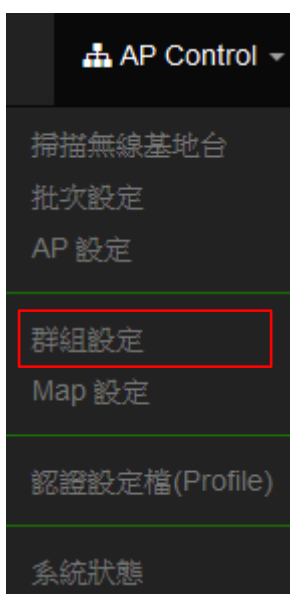 AP Control
掃描無線基地台
批次設定
AP 設定
群組設定
Map 設定
認證設定檔(Profile)
系統狀態